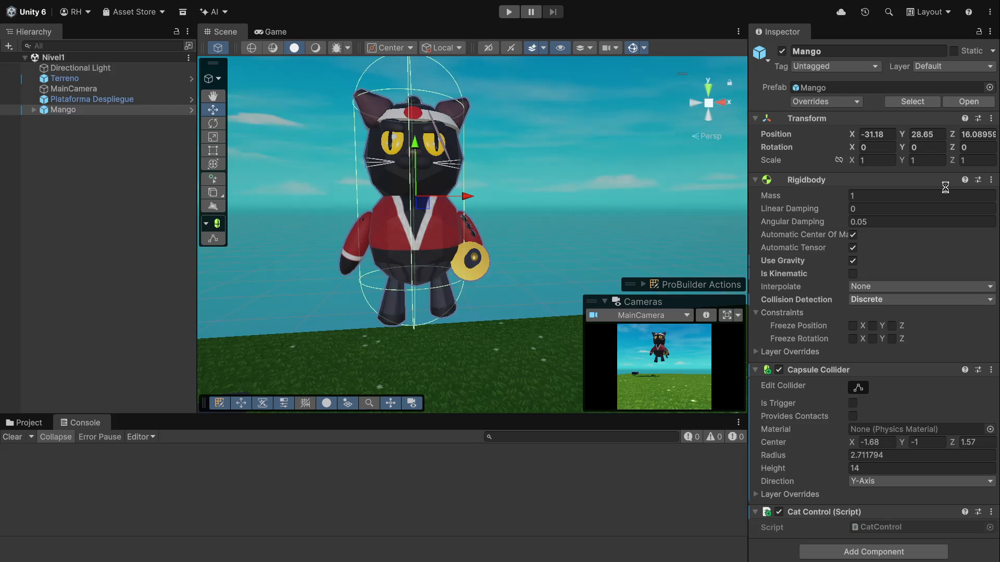 Unity 6
RH
Asset Store
AI
Layout
Hierarchy
All
Nivel1
Directional Light
Terreno
MainCamera
Plataforma Despliegue
Mango
Scene
Game
Center
Local
2D
y
x
Persp
ProBuilder Actions
Cameras
MainCamera
Project
Console
Clear
Collapse
Error Pause
Editor
0
0
0
Inspector
Mango
Static
Tag Untagged
Layer Default
Prefab Mango
Overrides
Select
Open
Transform
Position X -31.18 Y 28.65 Z 16.08959
Rotation X 0 Y 0 Z 0
Scale X 1 Y 1 Z 1
Rigidbody
Mass 1
Linear Damping 0
Angular Damping 0.05
Automatic Center Of Ma
Automatic Tensor
Use Gravity
Is Kinematic
Interpolate None
Collision Detection Discrete
Constraints
Freeze Position X Y Z
Freeze Rotation X Y Z
Layer Overrides
Capsule Collider
Edit Collider
Is Trigger
Provides Contacts
Material None (Physics Material)
Center X -1.68 Y -1 Z 1.57
Radius 2.711794
Height 14
Direction Y-Axis
Layer Overrides
Cat Control (Script)
Script CatControl
Add Component